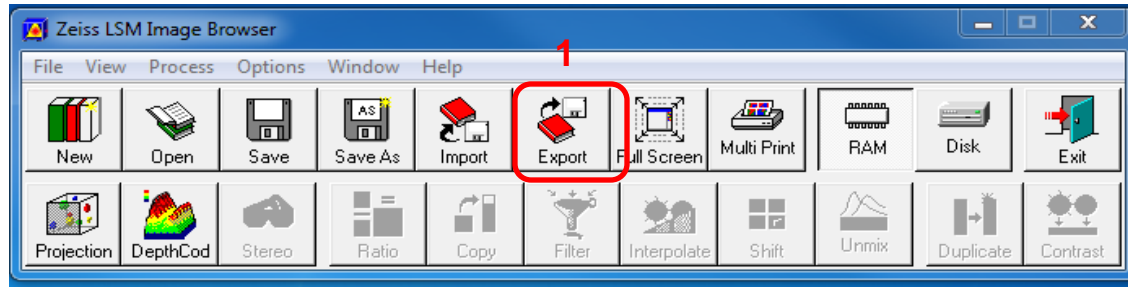 Zeiss LSM Image Browser
1
File View Process Options Window Help
AS
New Open Save Save As Import Export Full Screen Multi Print RAM Disk Exit
Projection DepthCod Stereo Ratio Copy Filter Interpolate Shift Unmix Duplicate Contrast